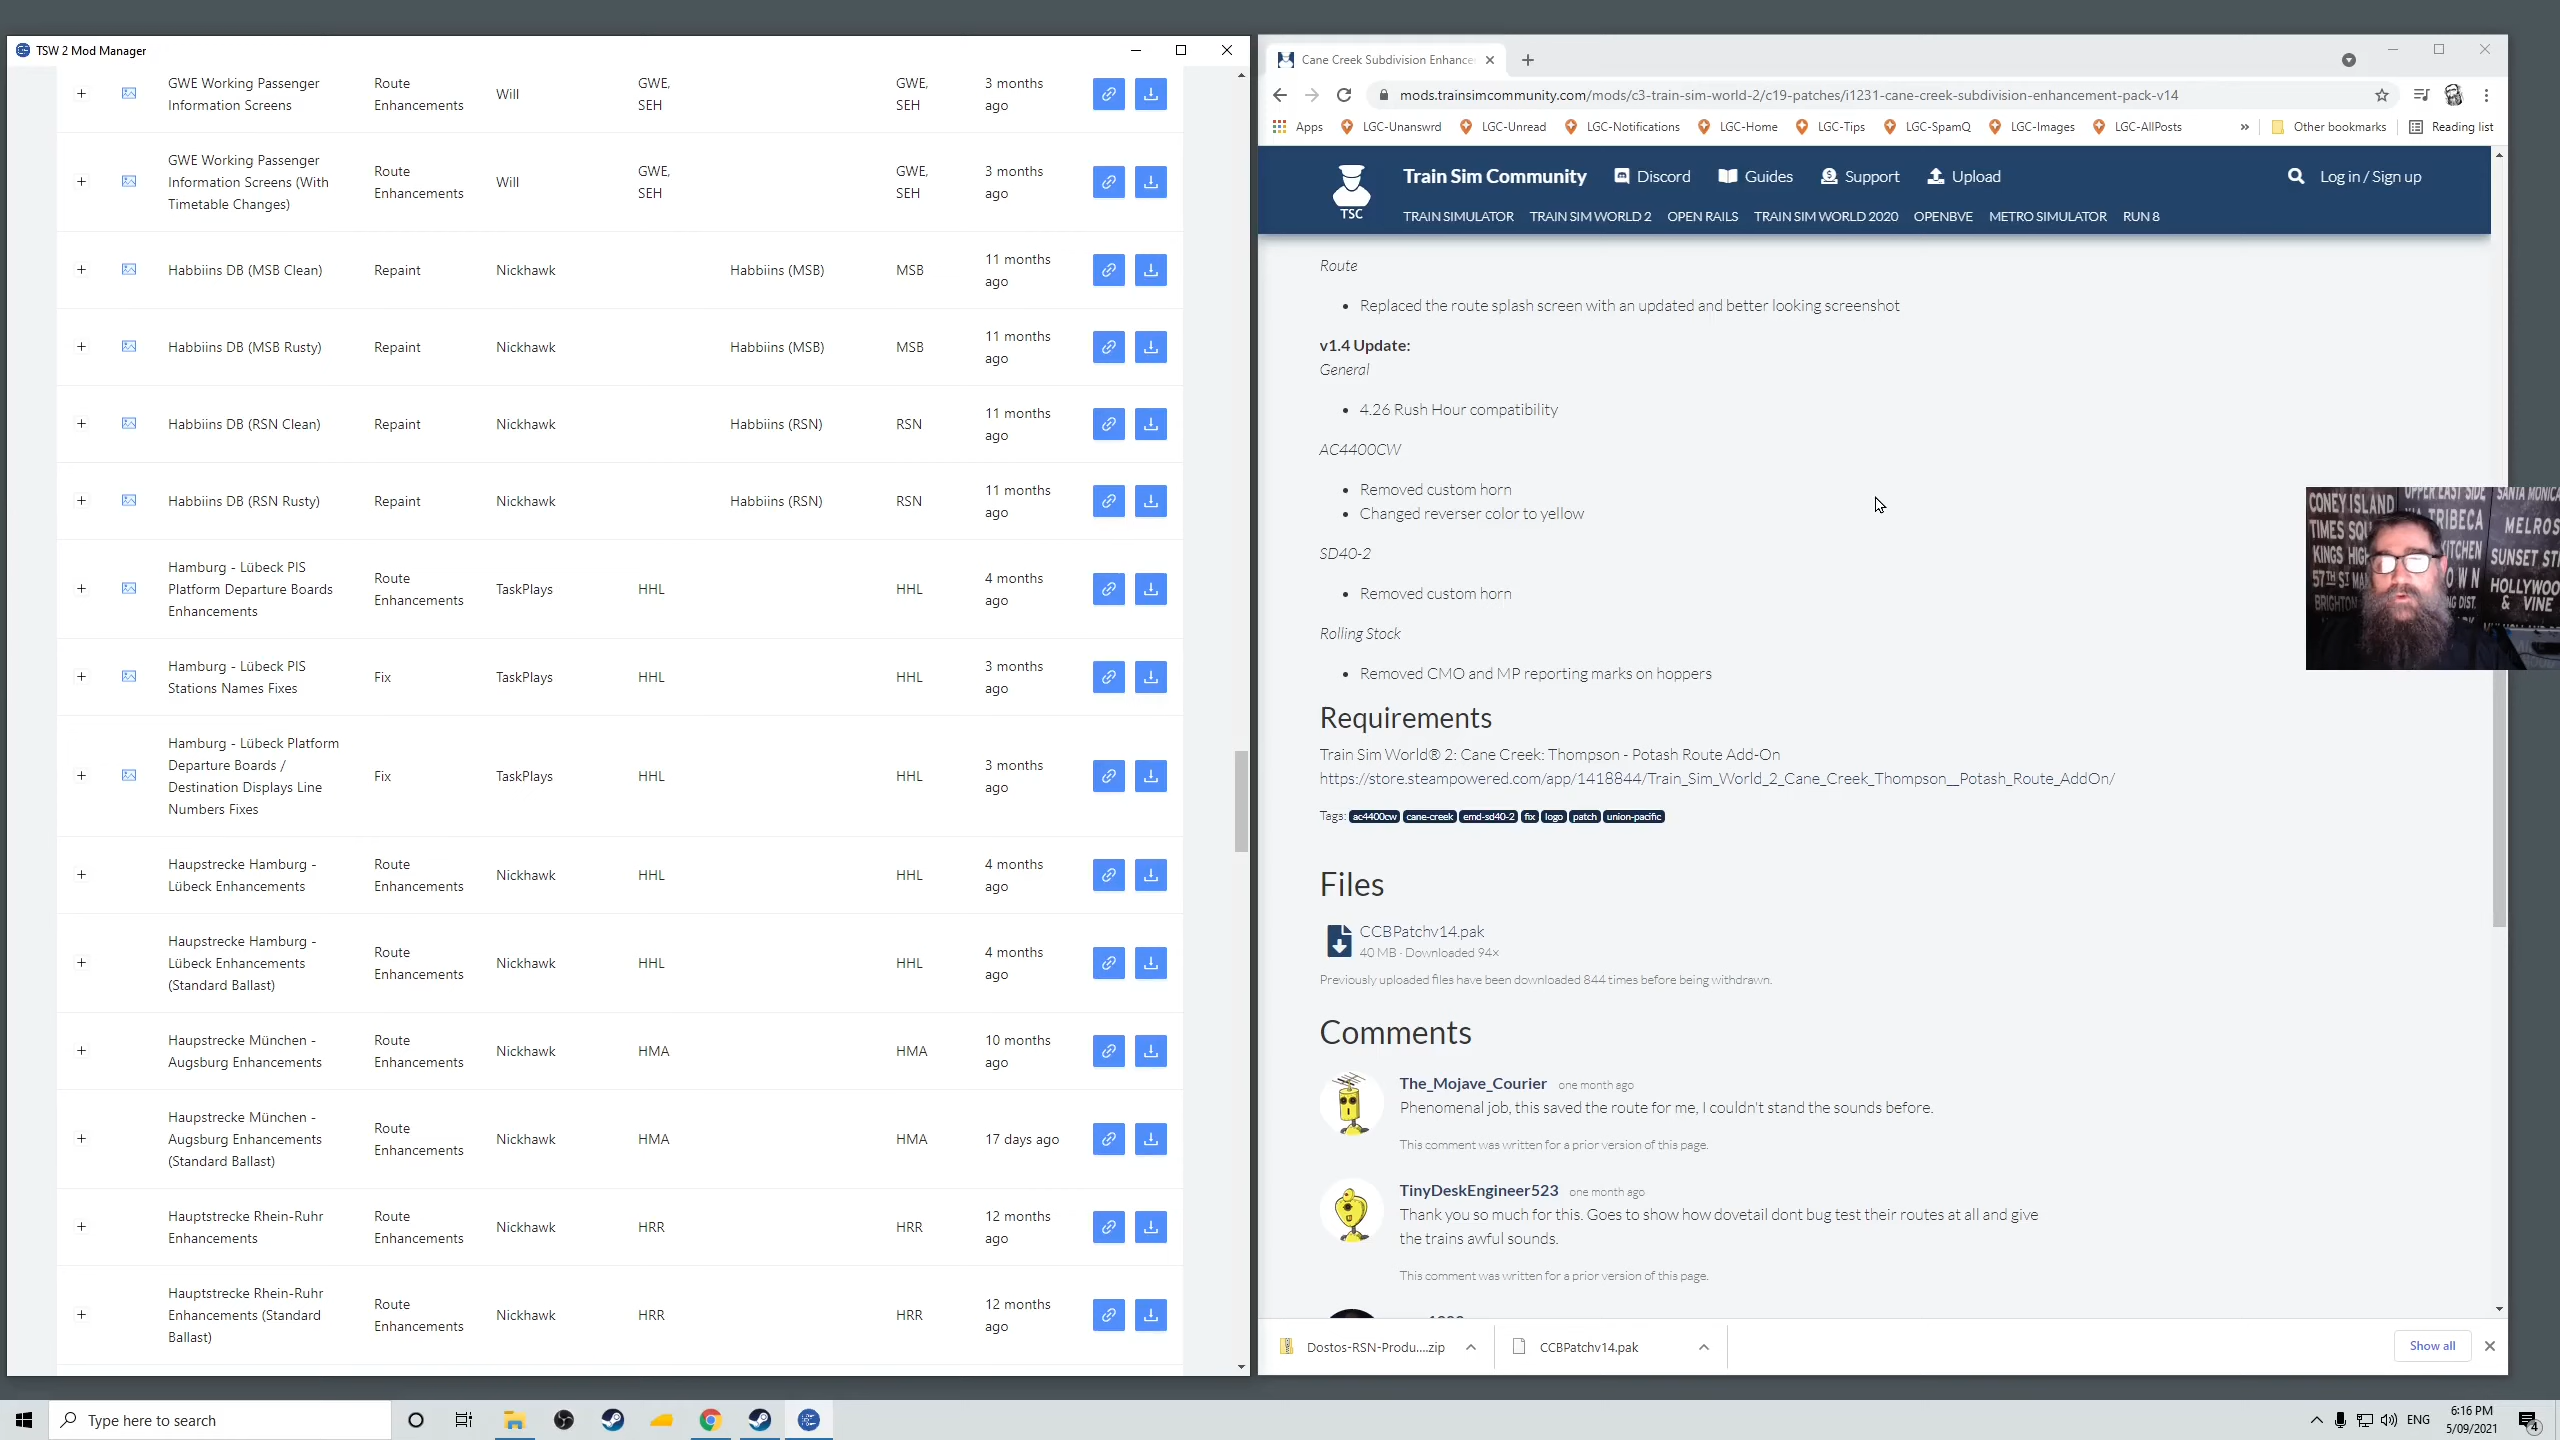 TSW 2 Mod Manager
GWE Working Passenger Information Screens
Route Enhancements
Will
GWE, SEH
GWE, SEH
3 months ago
GWE Working Passenger Information Screens (With Timetable Changes)
Route Enhancements
Will
GWE, SEH
GWE, SEH
3 months ago
Habbiins DB (MSB Clean)
Repaint
Nickhawk
Habbiins (MSB)
MSB
11 months ago
Habbiins DB (MSB Rusty)
Repaint
Nickhawk
Habbiins (MSB)
MSB
11 months ago
Habbiins DB (RSN Clean)
Repaint
Nickhawk
Habbiins (RSN)
RSN
11 months ago
Habbiins DB (RSN Rusty)
Repaint
Nickhawk
Habbiins (RSN)
RSN
11 months ago
Hamburg - Lübeck PIS Platform Departure Boards Enhancements
Route Enhancements
TaskPlays
HHL
HHL
4 months ago
Hamburg - Lübeck PIS Stations Names Fixes
Fix
TaskPlays
HHL
HHL
3 months ago
Hamburg - Lübeck Platform Departure Boards / Destination Displays Line Numbers Fixes
Fix
TaskPlays
HHL
HHL
3 months ago
Haupstrecke Hamburg - Lübeck Enhancements
Route Enhancements
Nickhawk
HHL
HHL
4 months ago
Haupstrecke Hamburg - Lübeck Enhancements (Standard Ballast)
Route Enhancements
Nickhawk
HHL
HHL
4 months ago
Haupstrecke München - Augsburg Enhancements
Route Enhancements
Nickhawk
HMA
HMA
10 months ago
Haupstrecke München - Augsburg Enhancements (Standard Ballast)
Route Enhancements
Nickhawk
HMA
HMA
17 days ago
Hauptstrecke Rhein-Ruhr Enhancements
Route Enhancements
Nickhawk
HRR
HRR
12 months ago
Hauptstrecke Rhein-Ruhr Enhancements (Standard Ballast)
Route Enhancements
Nickhawk
HRR
HRR
12 months ago
Cane Creek Subdivision Enhance
mods.trainsimcommunity.com/mods/c3-train-sim-world-2/c19-patches/i1231-cane-creek-subdivision-enhancement-pack-v14
Apps LGC-Unanswrd LGC-Unread LGC-Notifications LGC-Home LGC-Tips LGC-SpamQ LGC-Images LGC-AllPosts » Other bookmarks Reading list
TSC
Train Sim Community Discord Guides Support Upload Log in / Sign up
TRAIN SIMULATOR TRAIN SIM WORLD 2 OPEN RAILS TRAIN SIM WORLD 2020 OPENBVE METRO SIMULATOR RUN 8
Route
• Replaced the route splash screen with an updated and better looking screenshot
v1.4 Update:
General
• 4.26 Rush Hour compatibility
AC4400CW
• Removed custom horn
• Changed reverser color to yellow
SD40-2
• Removed custom horn
Rolling Stock
• Removed CMO and MP reporting marks on hoppers
Requirements
Train Sim World® 2: Cane Creek: Thompson - Potash Route Add-On
https://store.steampowered.com/app/1418844/Train_Sim_World_2_Cane_Creek_Thompson__Potash_Route_AddOn/
Tags: ac4400cw cane-creek emd-sd40-2 fix logo patch union-pacific
Files
CCBPatchv14.pak
40 MB · Downloaded 94×
Previously uploaded files have been downloaded 844 times before being withdrawn.
Comments
The_Mojave_Courier one month ago
Phenomenal job, this saved the route for me, I couldn't stand the sounds before.
This comment was written for a prior version of this page.
TinyDeskEngineer523 one month ago
Thank you so much for this. Goes to show how dovetail dont bug test their routes at all and give
the trains awful sounds.
This comment was written for a prior version of this page.
Dostos-RSN-Produ....zip
CCBPatchv14.pak
Show all
CONEY ISLAND
TRIBECA
KITCHEN
SANTA MONICA
SUNSET
HOLLYWOO
& VINE
Type here to search
ENG
6:16 PM
5/09/2021
4